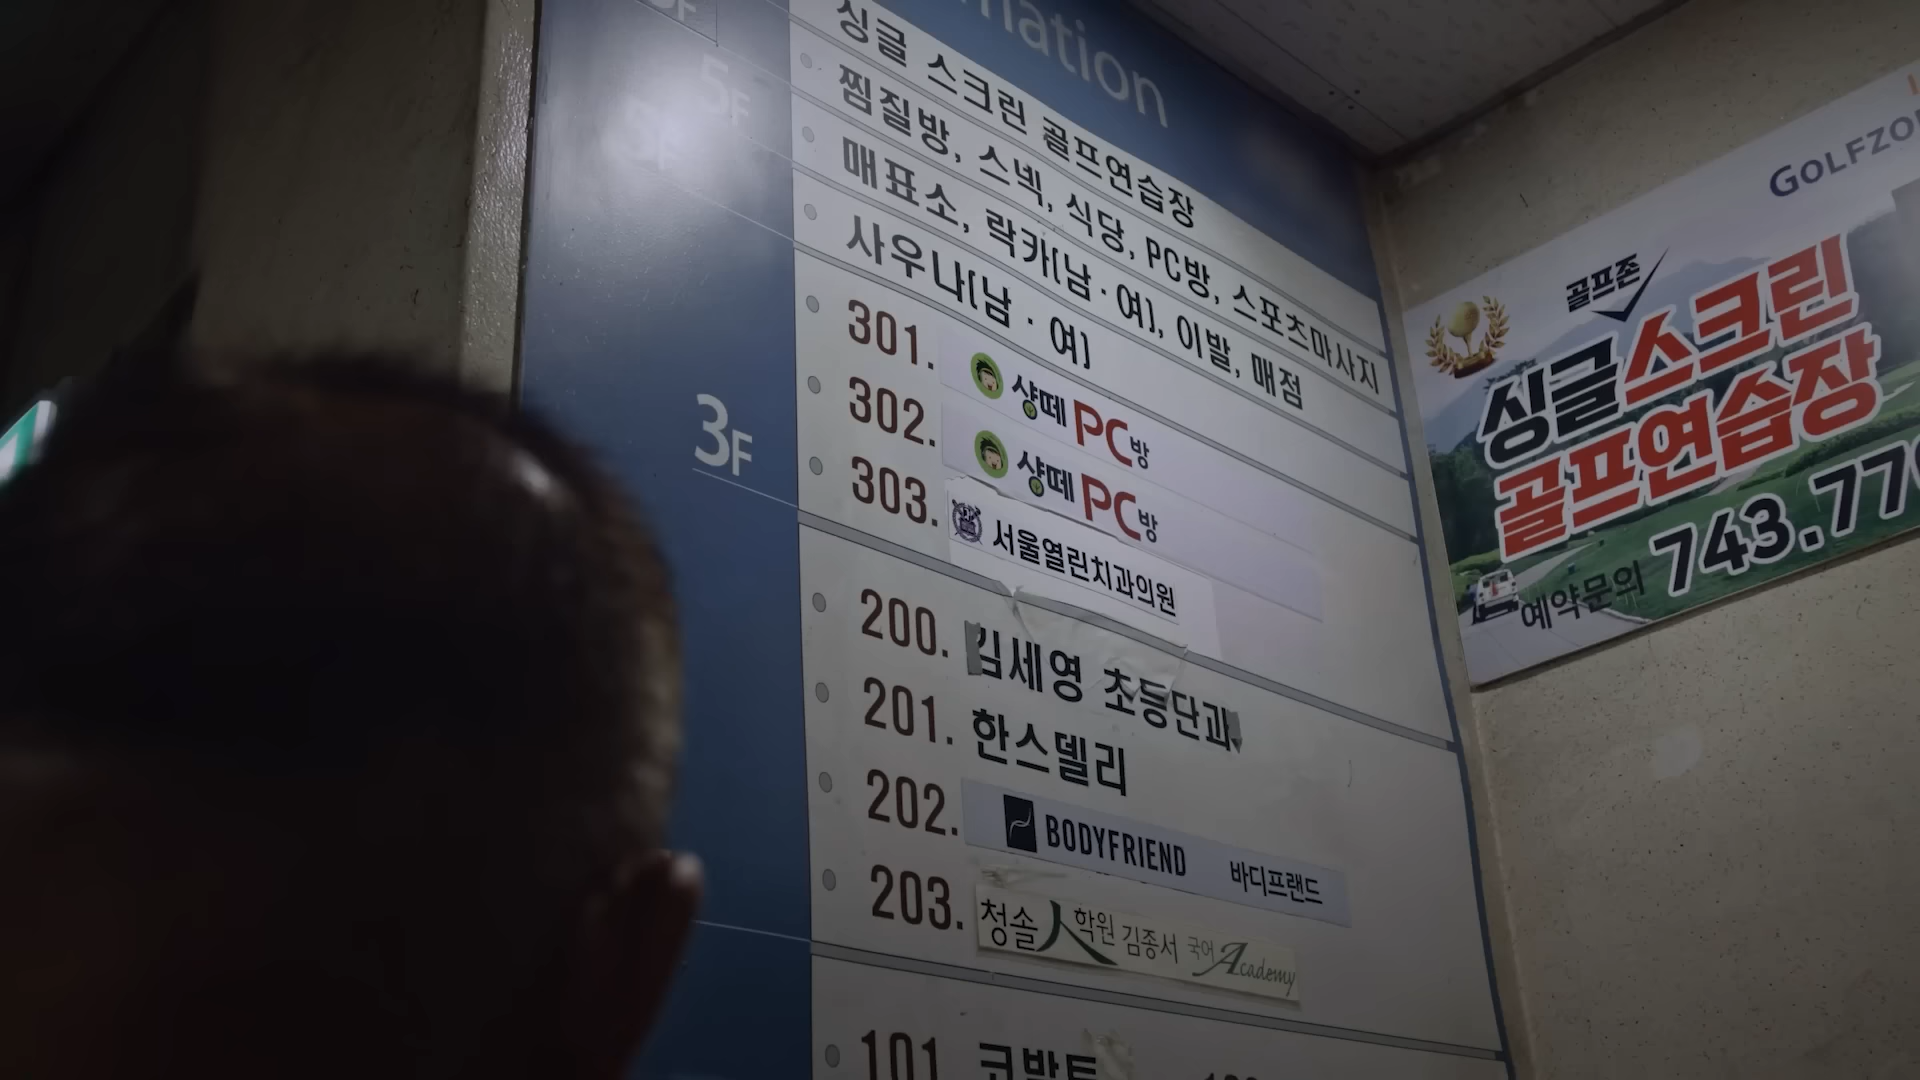 mation
싱글 스크린 골프연습장
5F
찜질방, 스넥, 식당, PC방, 스포츠마사지
매표소, 락카(남·여), 이발, 매점
사우나(남·여)
301. 샹떼 PC방
302. 샹떼 PC방
3F
303. 서울열린치과의원
200. 김세영 초등단과
201. 한스델리
202. BODYFRIEND 바디프랜드
203. 청솔人학원 김종서 국어 Academy
101
GOLFZO
골프존
싱글스크린
골프연습장
예약문의 743.77